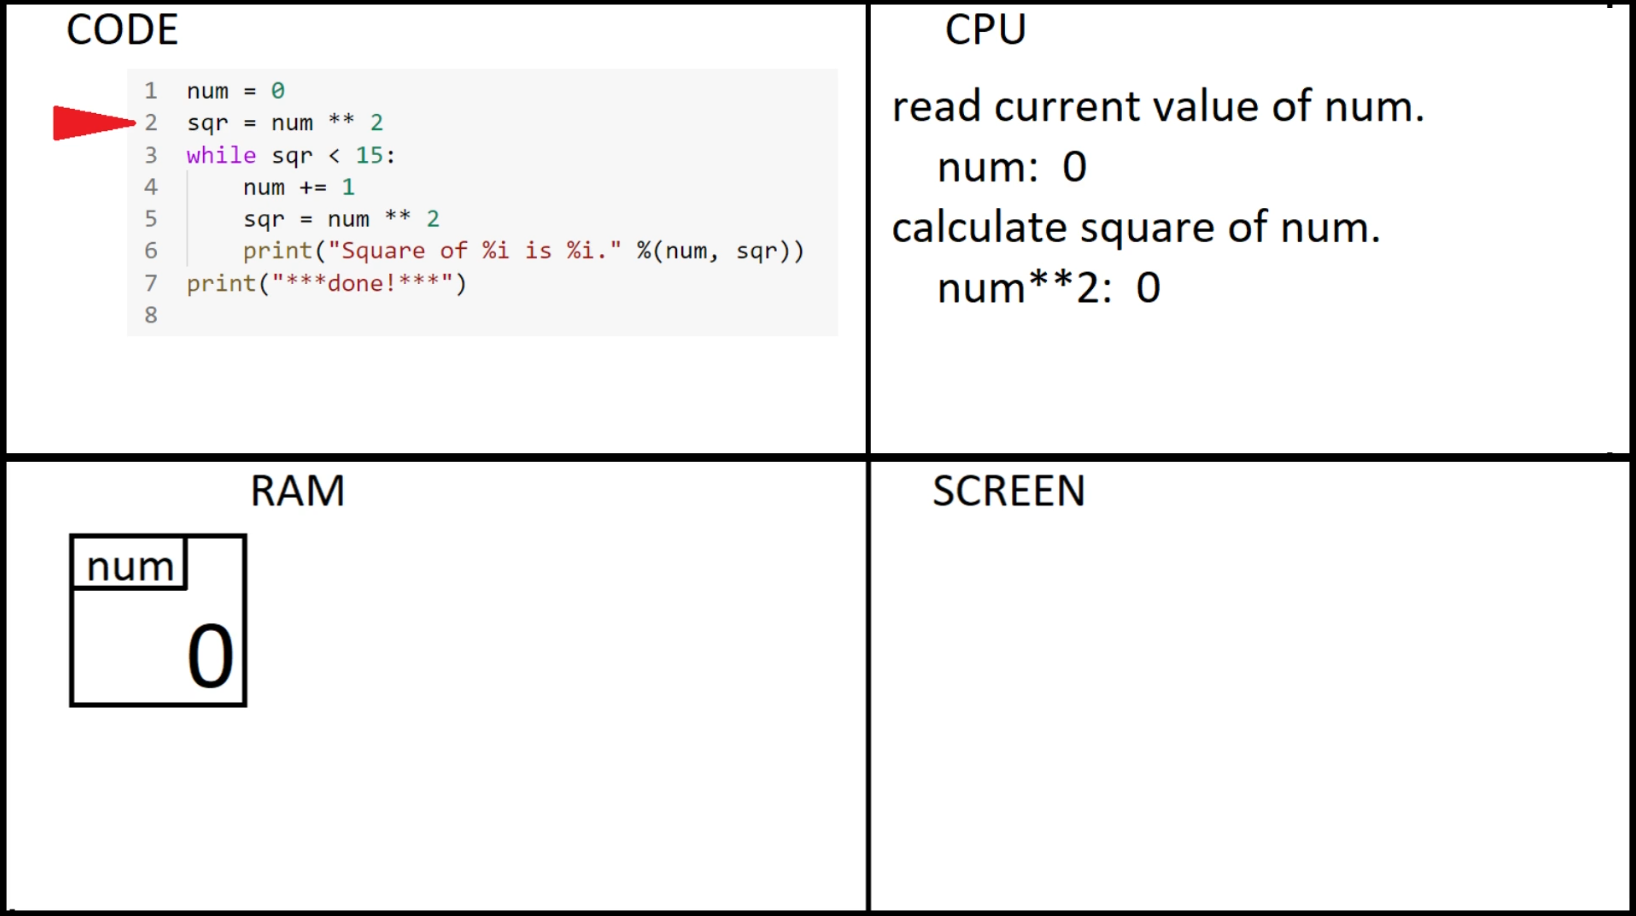 CODE
1 num = 0
2 sqr = num ** 2
3 while sqr < 15:
4     num += 1
5     sqr = num ** 2
6     print("Square of %i is %i." %(num, sqr))
7 print("***done!***")
8
CPU
read current value of num.
num: 0
calculate square of num.
num**2: 0
RAM
num
0
SCREEN